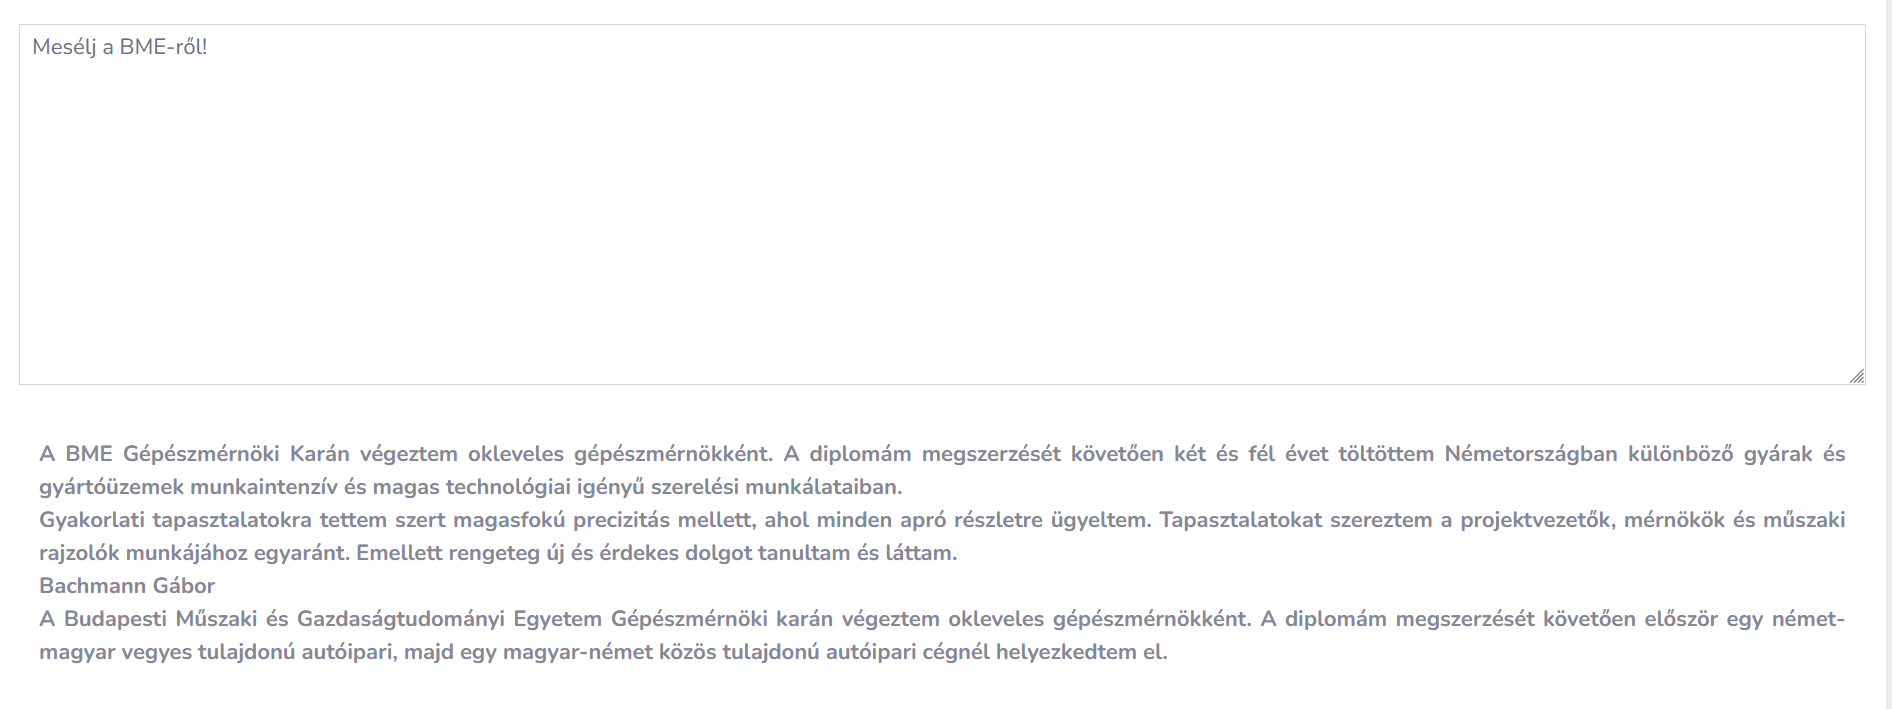 Mesélj a BME-ről!
A BME Gépészmérnöki Karán végeztem okleveles gépészmérnökként. A diplomám megszerzését követően két és fél évet töltöttem Németországban különböző gyárak és
gyártóüzemek munkaintenzív és magas technológiai igényű szerelési munkálataiban.
Gyakorlati tapasztalatokra tettem szert magasfokú precizitás mellett, ahol minden apró részletre ügyeltem. Tapasztalatokat szereztem a projektvezetők, mérnökök és műszaki
rajzolók munkájához egyaránt. Emellett rengeteg új és érdekes dolgot tanultam és láttam.
Bachmann Gábor
A Budapesti Műszaki és Gazdaságtudományi Egyetem Gépészmérnöki karán végeztem okleveles gépészmérnökként. A diplomám megszerzését követően először egy német-
magyar vegyes tulajdonú autóipari, majd egy magyar-német közös tulajdonú autóipari cégnél helyezkedtem el.